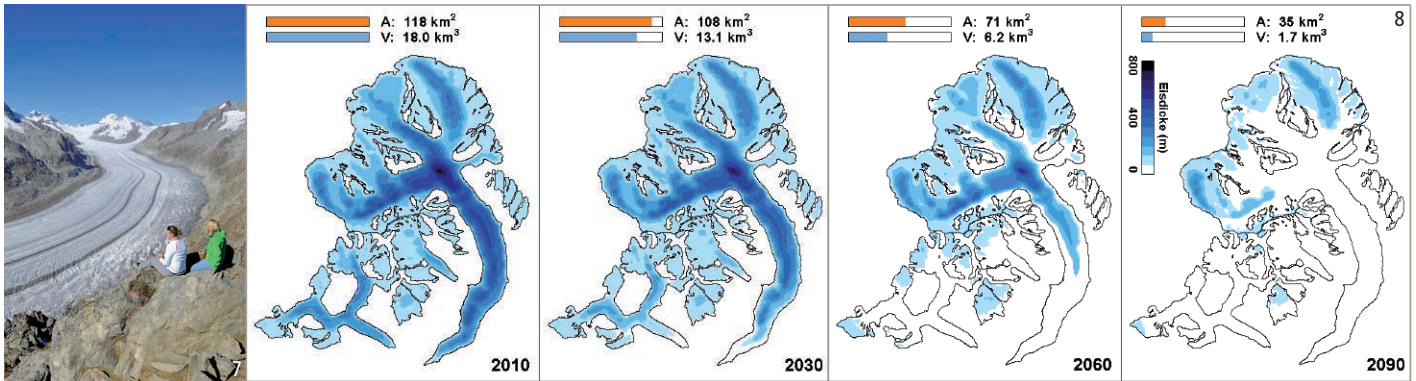 7
A: 118 km²
V: 18.0 km³
2010
A: 108 km²
V: 13.1 km³
2030
A: 71 km²
V: 6.2 km³
2060
A: 35 km²
V: 1.7 km³
8
800
400
0
Eisdicke (m)
2090